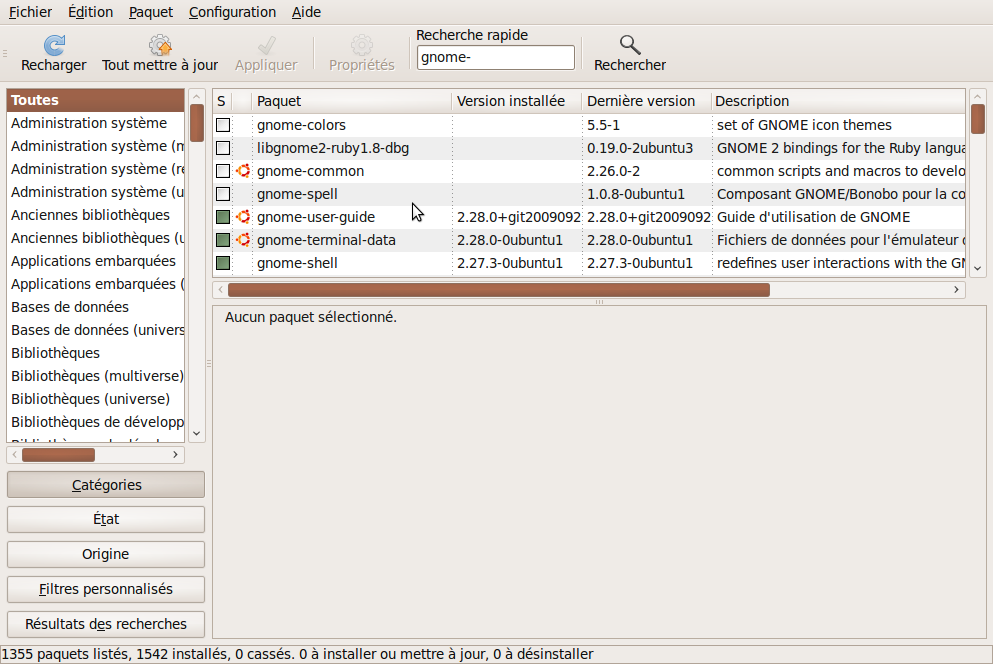 Fichier Édition Paquet Configuration Aide
Recharger Tout mettre à jour Appliquer Propriétés Recherche rapide Rechercher
gnome-
Toutes
Administration système
Administration système (m
Administration système (re
Administration système (u
Anciennes bibliothèques
Anciennes bibliothèques (u
Applications embarquées
Applications embarquées (
Bases de données
Bases de données (univers
Bibliothèques
Bibliothèques (multiverse)
Bibliothèques (universe)
Bibliothèques de développ
Catégories
État
Origine
Filtres personnalisés
Résultats des recherches
S Paquet Version installée Dernière version Description
gnome-colors 5.5-1 set of GNOME icon themes
libgnome2-ruby1.8-dbg 0.19.0-2ubuntu3 GNOME 2 bindings for the Ruby langua
gnome-common 2.26.0-2 common scripts and macros to develo
gnome-spell 1.0.8-0ubuntu1 Composant GNOME/Bonobo pour la co
gnome-user-guide 2.28.0+git2009092 2.28.0+git2009092 Guide d'utilisation de GNOME
gnome-terminal-data 2.28.0-0ubuntu1 2.28.0-0ubuntu1 Fichiers de données pour l'émulateur d
gnome-shell 2.27.3-0ubuntu1 2.27.3-0ubuntu1 redefines user interactions with the GN
Aucun paquet sélectionné.
1355 paquets listés, 1542 installés, 0 cassés. 0 à installer ou mettre à jour, 0 à désinstaller